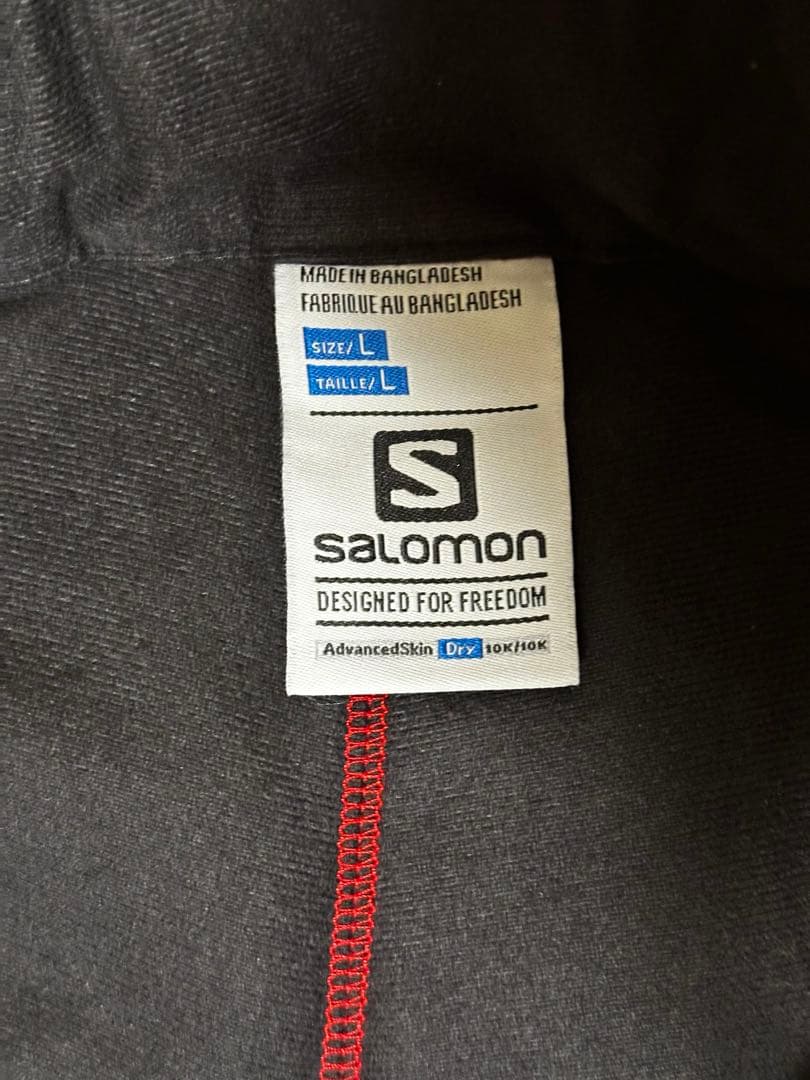 MADE IN BANGLADESH
FABRIQUE AU BANGLADESH
SIZE/ L
TAILLE/ L
S
SALOMON
DESIGNED FOR FREEDOM
AdvancedSkin Dry 10K/10K